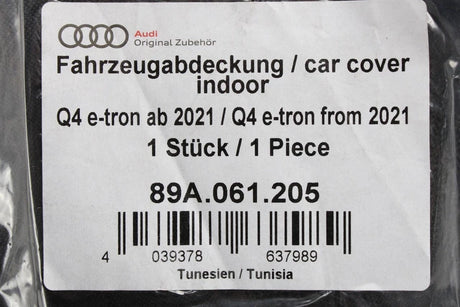 Audi
Original Zubehör
Fahrzeugabdeckung / car cover
indoor
Q4 e-tron ab 2021 / Q4 e-tron from 2021
1 Stück / 1 Piece
89A.061.205
4 039378 637989
Tunesien / Tunisia